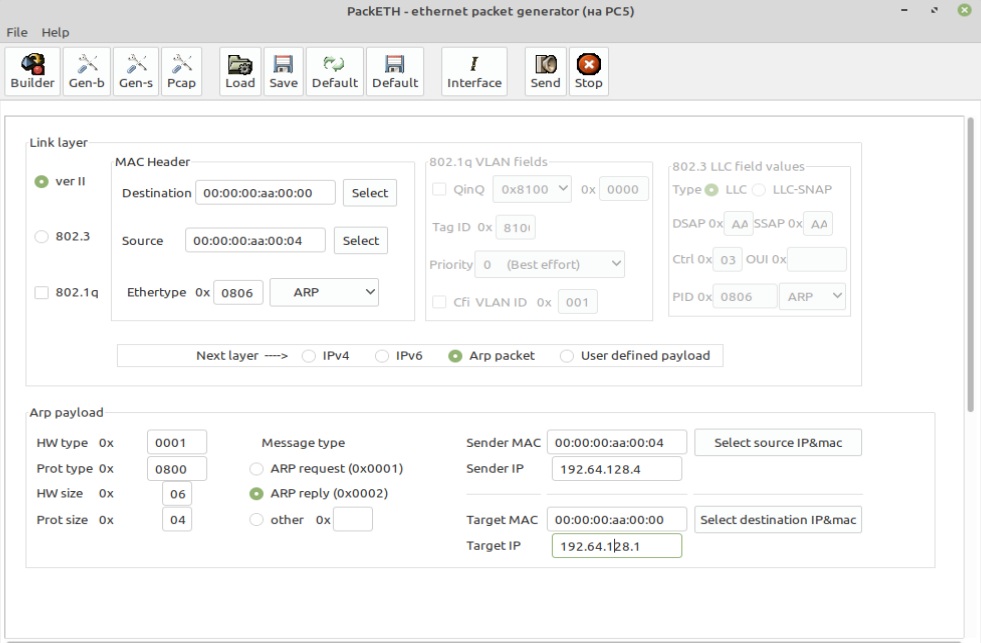 PackETH - ethernet packet generator (на PC5)
File Help
Builder Gen-b Gen-s Pcap Load Save Default Default Interface Send Stop
Link layer
ver II
802.3
802.1q
MAC Header
Destination 00:00:00:aa:00:00 Select
Source 00:00:00:aa:00:04 Select
Ethertype 0x 0806 ARP
802.1q VLAN fields
QinQ 0x8100 0x 0000
Tag ID 0x 8100
Priority 0 (Best effort)
Cfi VLAN ID 0x 001
802.3 LLC field values
Type LLC LLC-SNAP
DSAP 0x AA SSAP 0x AA
Ctrl 0x 03 OUI 0x
PID 0x 0806 ARP
Next layer ----> IPv4 IPv6 Arp packet User defined payload
Arp payload
HW type 0x 0001
Prot type 0x 0800
HW size 0x 06
Prot size 0x 04
Message type
ARP request (0x0001)
ARP reply (0x0002)
other 0x
Sender MAC 00:00:00:aa:00:04 Select source IP&mac
Sender IP 192.64.128.4
Target MAC 00:00:00:aa:00:00 Select destination IP&mac
Target IP 192.64.128.1